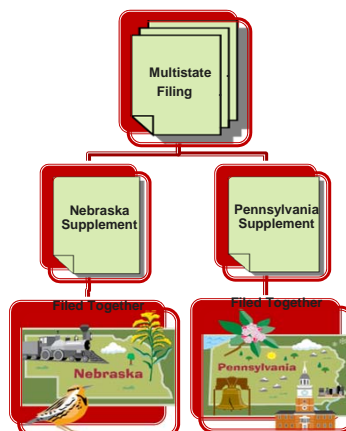 Multistate
Filing
Nebraska
Supplement
Pennsylvania
Supplement
Filed Together
Filed Together
Nebraska
Pennsylvania